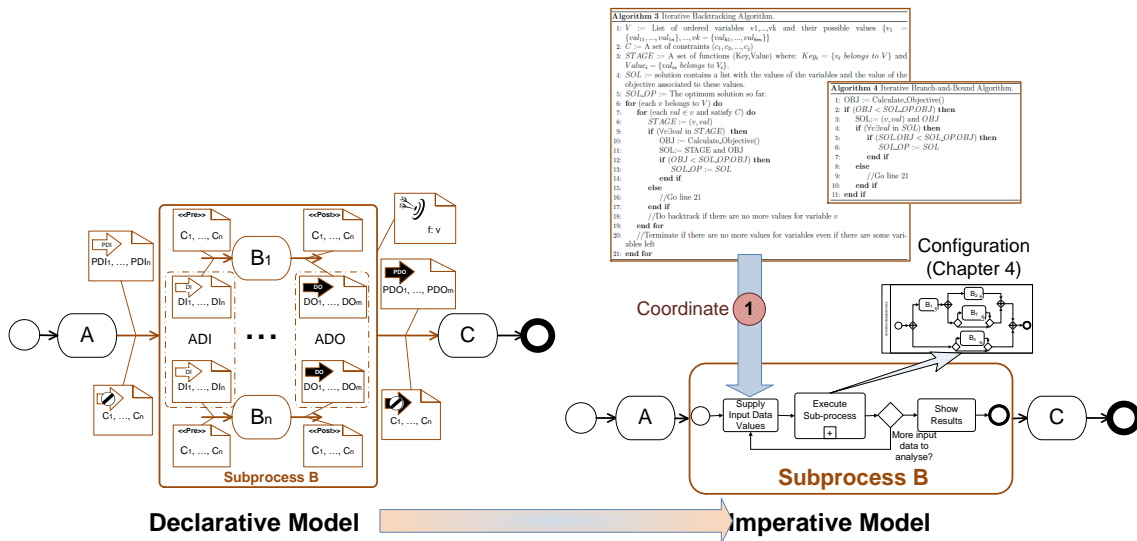 Algorithm 3 Iterative Backtracking Algorithm.
1: V := List of ordered variables v1,...,vk and their possible values {v1 =
{val11, ..., val1n}, ..., vk – {valk1, ..., valkm}}
2: C := A set of constraints (c1, c2, ..., cj)
3: STAGE := A set of functions (Key,Value) where: Keyi = {vi belongs to V} and
Valuei – {valix belongs to Vi}.
4: SOL := solution contains a list with the values of the variables and the value of the
objective associated to these values.
5: SOL_OP := The optimum solution so far.
6: for (each v belongs to V) do
7: for (each val ∈ v and satisfy C) do
8: STAGE := (v, val)
9: if (∀v∃val in STAGE) then
10: OBJ := Calculate_Objective()
11: SOL:= STAGE and OBJ
12: if (OBJ < SOL_OP.OBJ) then
13: SOL_OP := SOL
14: end if
15: else
16: //Go line 21
17: end if
18: //Do backtrack if there are no more values for variable v
19: end for
20: //Terminate if there are no more values for variables even if there are some vari-
ables left
21: end for
Algorithm 4 Iterative Branch-and-Bound Algorithm.
1: OBJ := Calculate_Objective()
2: if (OBJ < SOL_OP.OBJ) then
3: SOL := (v, val) and OBJ
4: if (∀v∃val in SOL) then
5: if (SOL.OBJ < SOL_OP.OBJ) then
6: SOL_OP := SOL
7: end if
8: else
9: //Go line 21
10: end if
11: end if
<<Pre>>
C1, ..., Cn
<<Post>>
C1, ..., Cn
f: v
B1
PDI
PDI1, ..., PDIn
PDO
PDO1, ..., PDOm
DI
DI1, ..., DIn
DO
DO1, ..., DOm
A
ADI
...
ADO
C
DI
DI1, ..., DIn
DO
DO1, ..., DOm
C1, ..., Cn
C1, ..., Cn
Bn
<<Pre>>
C1, ..., Cn
<<Post>>
C1, ..., Cn
Subprocess B
Configuration
(Chapter 4)
Coordinate
1
A
Supply
Input Data
Values
Execute
Sub-process
+
Show
Results
C
More input
data to
analyse?
Subprocess B
Declarative Model
Imperative Model